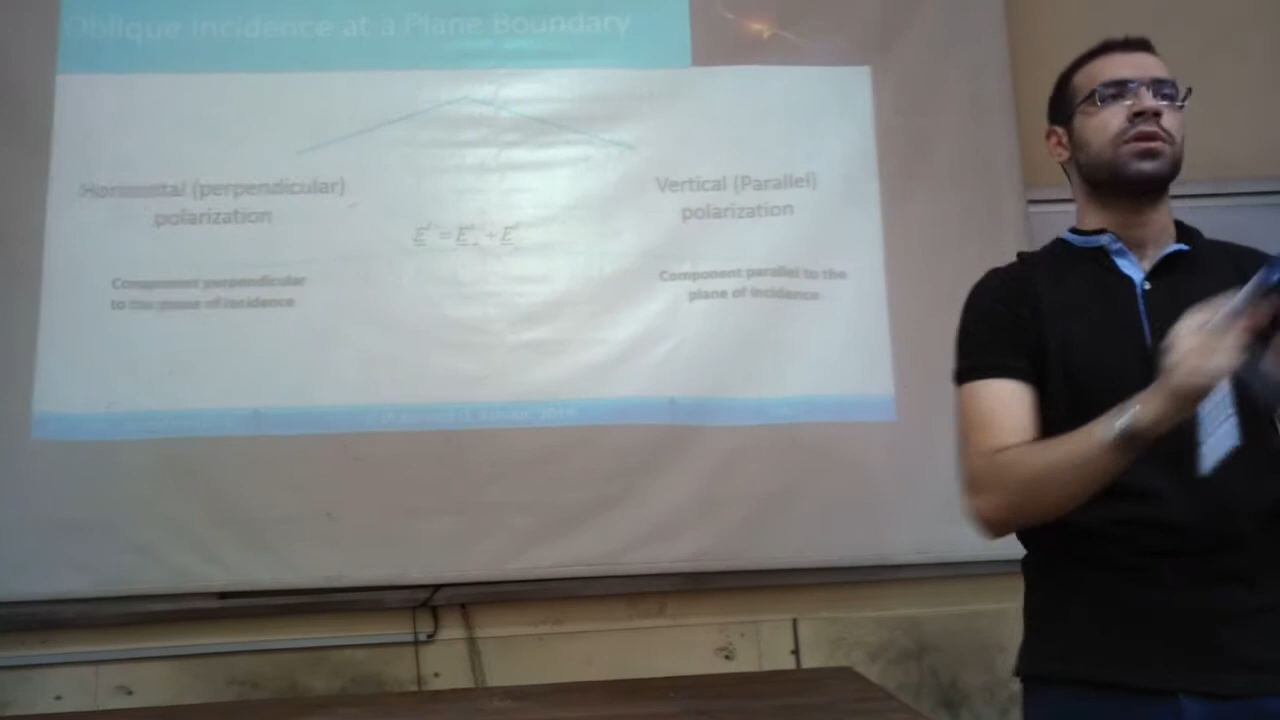 Oblique Incidence at a Plane Boundary
Horizontal (perpendicular)
polarization
Vertical (Parallel)
polarization
E = E + E
Component perpendicular
to the plane of incidence
Component parallel to the
plane of incidence